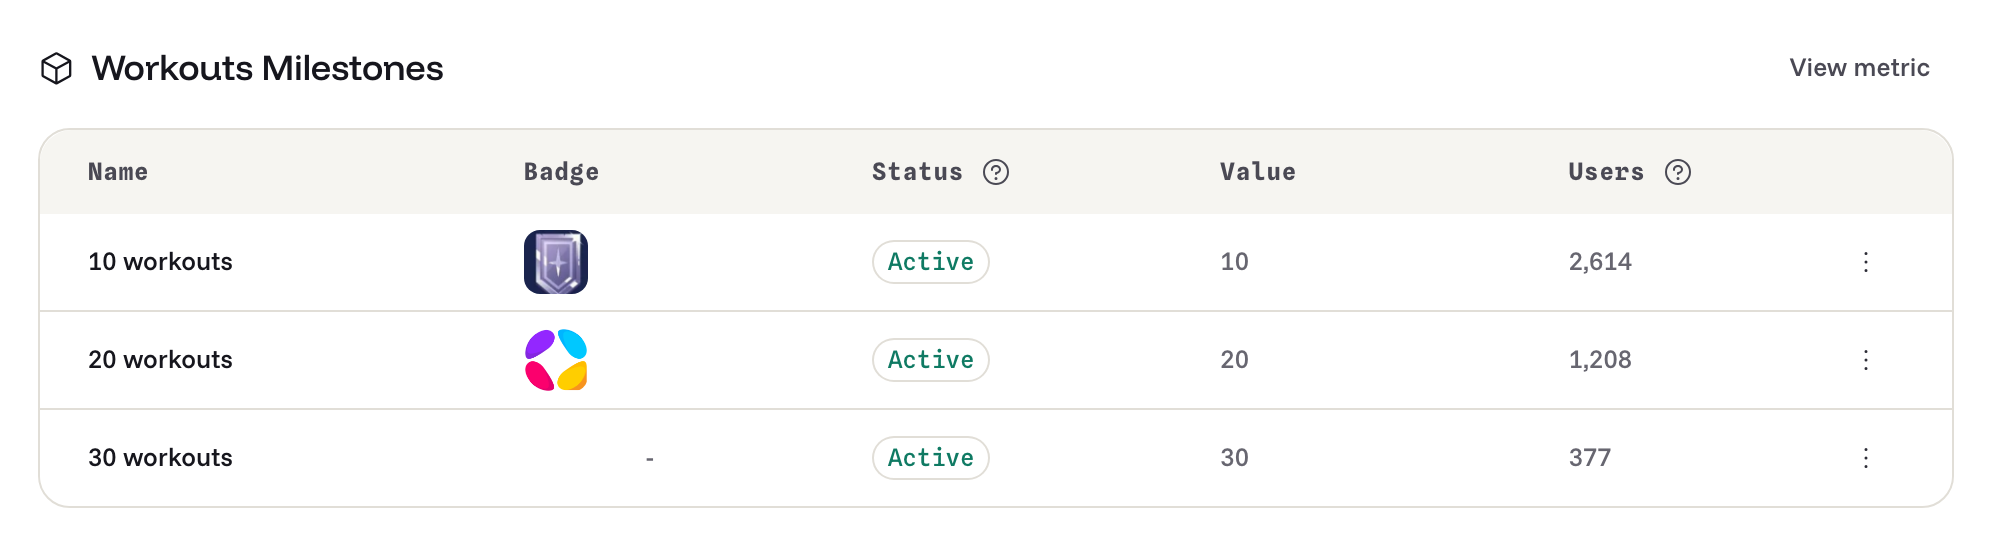 Workouts Milestones View metric
Name Badge Status Value Users
10 workouts Active 10 2,614
20 workouts Active 20 1,208
30 workouts - Active 30 377